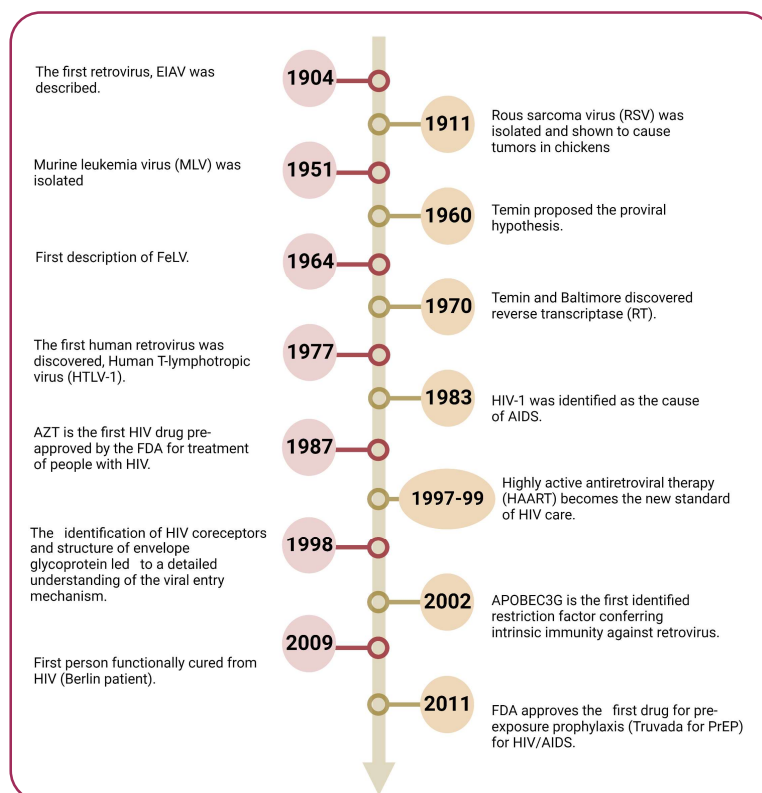 1904
The first retrovirus, EIAV was
described.
1911
Rous sarcoma virus (RSV) was
isolated and shown to cause
tumors in chickens
1951
Murine leukemia virus (MLV) was
isolated
1960
Temin proposed the proviral
hypothesis.
1964
First description of FeLV.
1970
Temin and Baltimore discovered
reverse transcriptase (RT).
1977
The first human retrovirus was
discovered, Human T-lymphotropic
virus (HTLV-1).
1983
HIV-1 was identified as the cause
of AIDS.
1987
AZT is the first HIV drug pre-
approved by the FDA for treatment
of people with HIV.
1997-99
Highly active antiretroviral therapy
(HAART) becomes the new standard
of HIV care.
1998
The identification of HIV coreceptors
and structure of envelope
glycoprotein led to a detailed
understanding of the viral entry
mechanism.
2002
APOBEC3G is the first identified
restriction factor conferring
intrinsic immunity against retrovirus.
2009
First person functionally cured from
HIV (Berlin patient).
2011
FDA approves the first drug for pre-
exposure prophylaxis (Truvada for PrEP)
for HIV/AIDS.